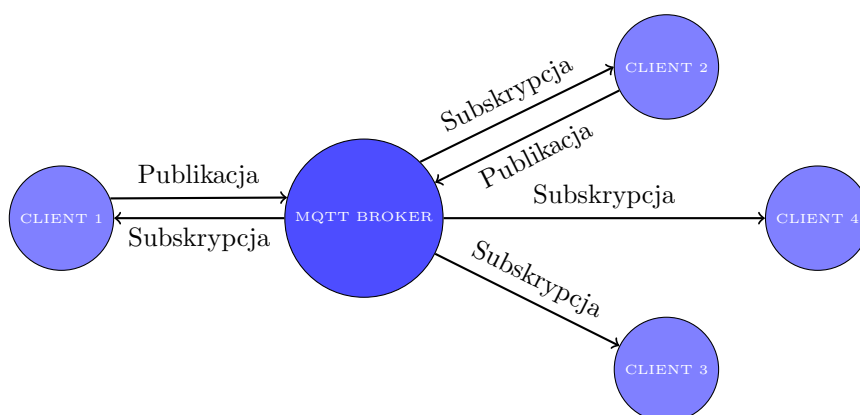 Subskrypcja
CLIENT 2
Publikacja
Publikacja
CLIENT 1
MQTT BROKER
Subskrypcja
CLIENT 4
Subskrypcja
Subskrypcja
CLIENT 3